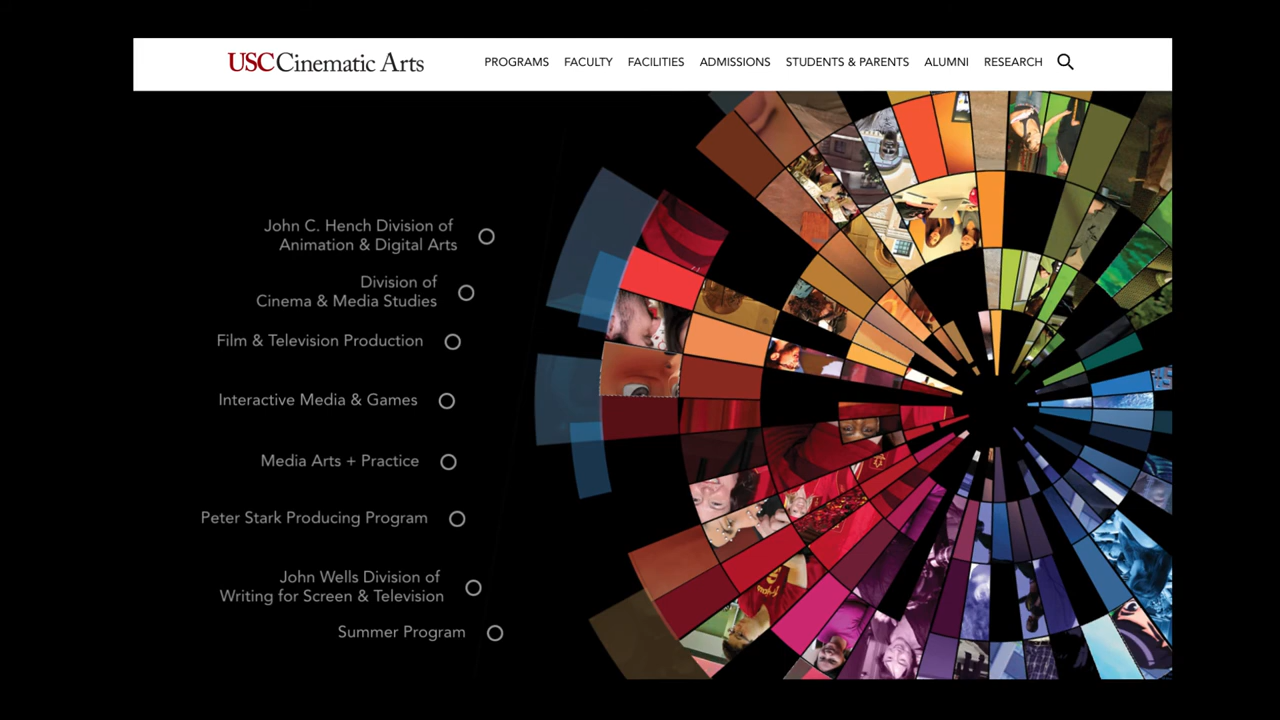 USC Cinematic Arts
PROGRAMS FACULTY FACILITIES ADMISSIONS STUDENTS & PARENTS ALUMNI RESEARCH
John C. Hench Division of
Animation & Digital Arts
Division of
Cinema & Media Studies
Film & Television Production
Interactive Media & Games
Media Arts + Practice
Peter Stark Producing Program
John Wells Division of
Writing for Screen & Television
Summer Program